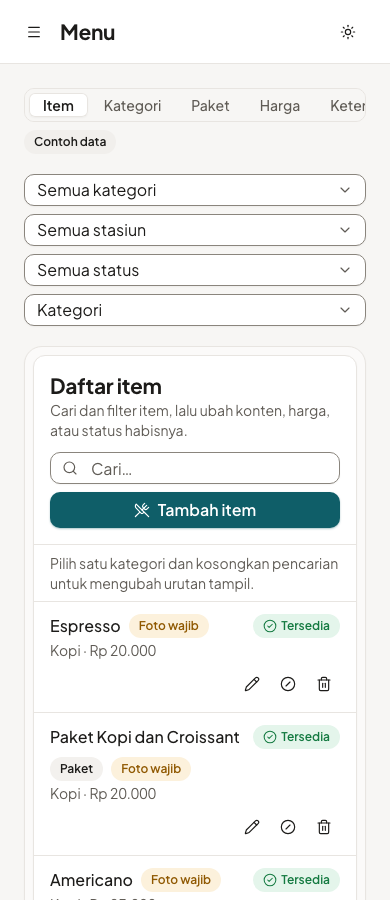 Menu
Item Kategori Paket Harga
Contoh data
Semua kategori
Semua stasiun
Semua status
Kategori
Daftar item
Cari dan filter item, lalu ubah konten, harga,
atau status habisnya.
Cari...
Tambah item
Pilih satu kategori dan kosongkan pencarian
untuk mengubah urutan tampil.
Espresso Foto wajib Tersedia
Kopi · Rp 20.000
Paket Kopi dan Croissant Tersedia
Paket Foto wajib
Kopi · Rp 20.000
Americano Foto wajib Tersedia